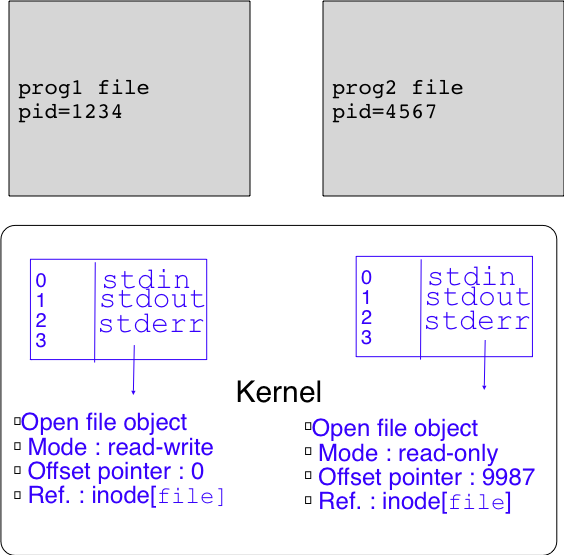 prog1 file
pid=1234
prog2 file
pid=4567
0 stdin
1 stdout
2 stderr
3
0 stdin
1 stdout
2 stderr
3
Kernel
Open file object
Mode : read-write
Offset pointer : 0
Ref. : inode[file]
Open file object
Mode : read-only
Offset pointer : 9987
Ref. : inode[file]